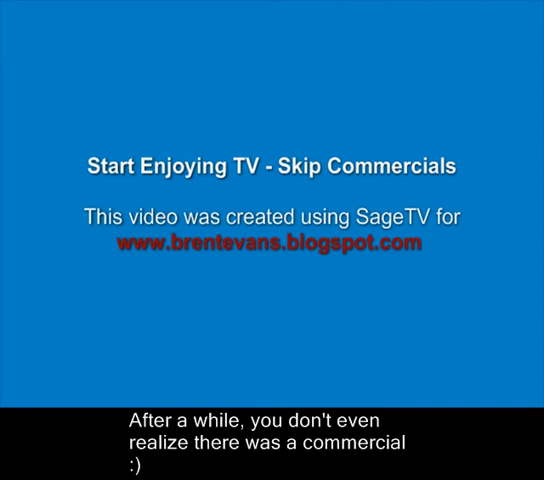 Start Enjoying TV - Skip Commercials
This video was created using SageTV for
www.brentevans.blogspot.com
After a while, you don't even
realize there was a commercial
:)